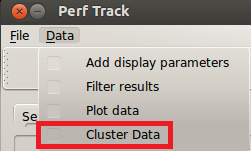 Perf Track
File Data
Add display parameters
Filter results
Plot data
Cluster Data